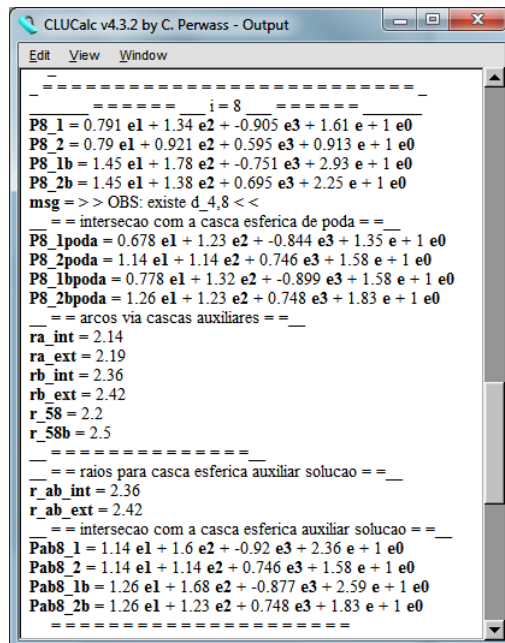 CLUCalc v4.3.2 by C. Perwass - Output
Edit View Window
_ = = = = = = = = = = = = = = = = = = = = = = = = = = _
______ = = = = = = ___ i = 8 ___ = = = = = = ______
P8_1 = 0.791 e1 + 1.34 e2 + -0.905 e3 + 1.61 e + 1 e0
P8_2 = 0.79 e1 + 0.921 e2 + 0.595 e3 + 0.913 e + 1 e0
P8_1b = 1.45 e1 + 1.78 e2 + -0.751 e3 + 2.93 e + 1 e0
P8_2b = 1.45 e1 + 1.38 e2 + 0.695 e3 + 2.25 e + 1 e0
msg = > > OBS: existe d_4,8 < <
__ = = intersecao com a casca esferica de poda = =__
P8_1poda = 0.678 e1 + 1.23 e2 + -0.844 e3 + 1.35 e + 1 e0
P8_2poda = 1.14 e1 + 1.14 e2 + 0.746 e3 + 1.58 e + 1 e0
P8_1bpoda = 0.778 e1 + 1.32 e2 + -0.899 e3 + 1.58 e + 1 e0
P8_2bpoda = 1.26 e1 + 1.23 e2 + 0.748 e3 + 1.83 e + 1 e0
__ = = arcos via cascas auxiliares = =__
ra_int = 2.14
ra_ext = 2.19
rb_int = 2.36
rb_ext = 2.42
r_58 = 2.2
r_58b = 2.5
__ = = = = = = = = = = = = = =__
__ = = raios para casca esferica auxiliar solucao = =__
r_ab_int = 2.36
r_ab_ext = 2.42
__ = = intersecao com a casca esferica auxiliar solucao = =__
Pab8_1 = 1.14 e1 + 1.6 e2 + -0.92 e3 + 2.36 e + 1 e0
Pab8_2 = 1.14 e1 + 1.14 e2 + 0.746 e3 + 1.58 e + 1 e0
Pab8_1b = 1.26 e1 + 1.68 e2 + -0.877 e3 + 2.59 e + 1 e0
Pab8_2b = 1.26 e1 + 1.23 e2 + 0.748 e3 + 1.83 e + 1 e0
= = = = = = = = = = = = = = = = = = = = =